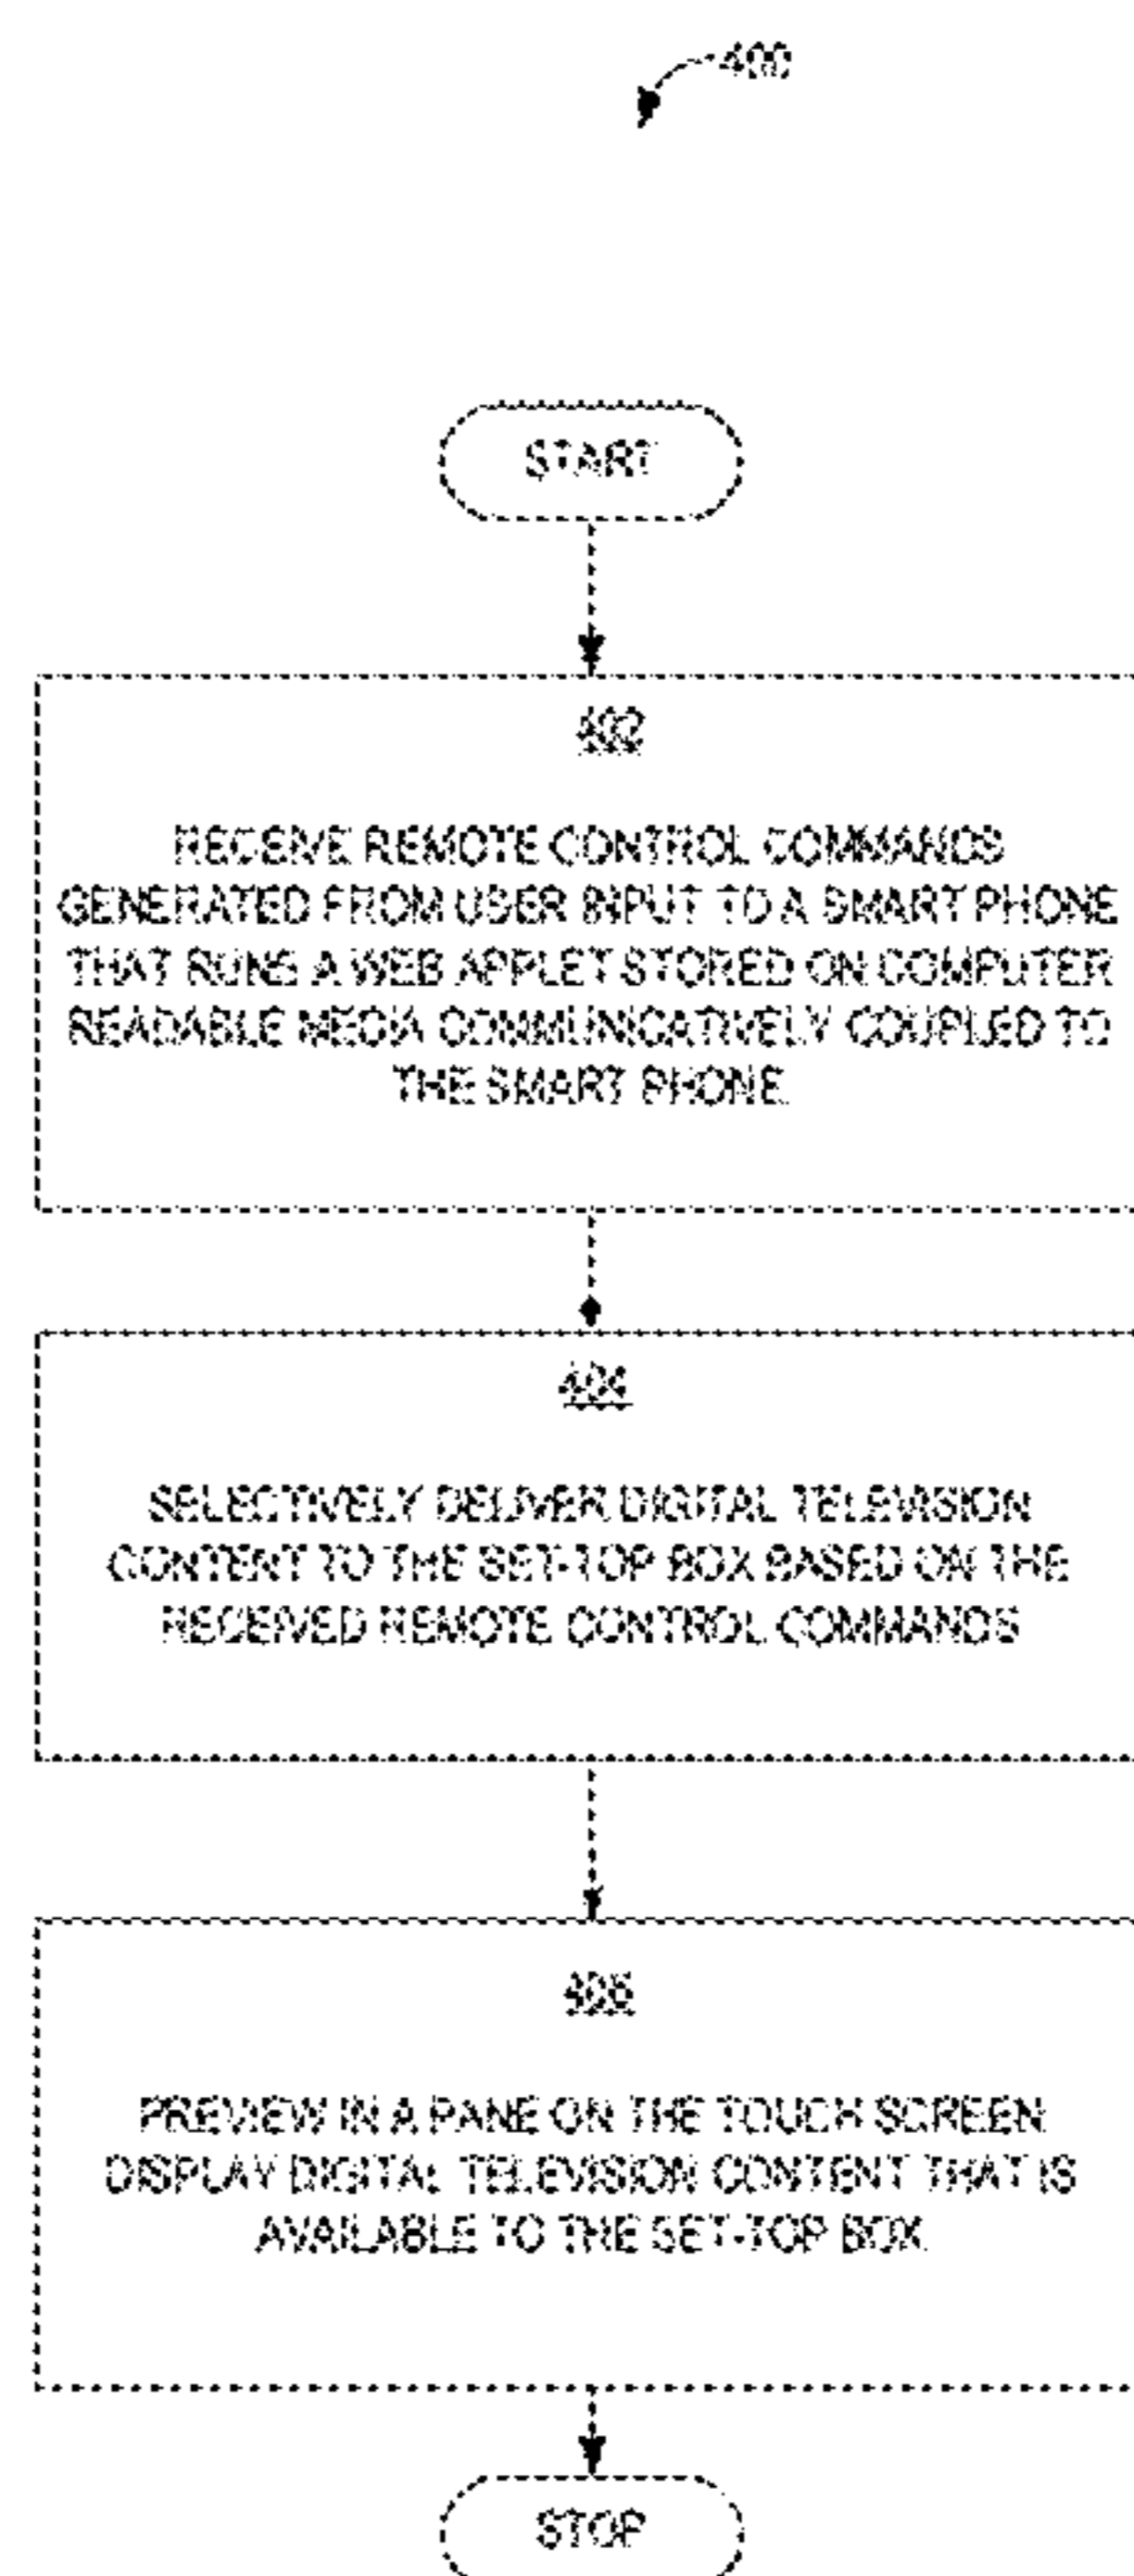 400
START
402
RECEIVE REMOTE CONTROL COMMANDS
GENERATED FROM USER INPUT TO A SMART PHONE
THAT RUNS A WEB APPLET STORED ON COMPUTER
READABLE MEDIA COMMUNICATIVELY COUPLED TO
THE SMART PHONE
404
SELECTIVELY DELIVER DIGITAL TELEVISION
CONTENT TO THE SET-TOP BOX BASED ON THE
RECEIVED REMOTE CONTROL COMMANDS
406
PREVIEW IN A PANE ON THE TOUCH SCREEN
DISPLAY DIGITAL TELEVISION CONTENT THAT IS
AVAILABLE TO THE SET-TOP BOX
STOP